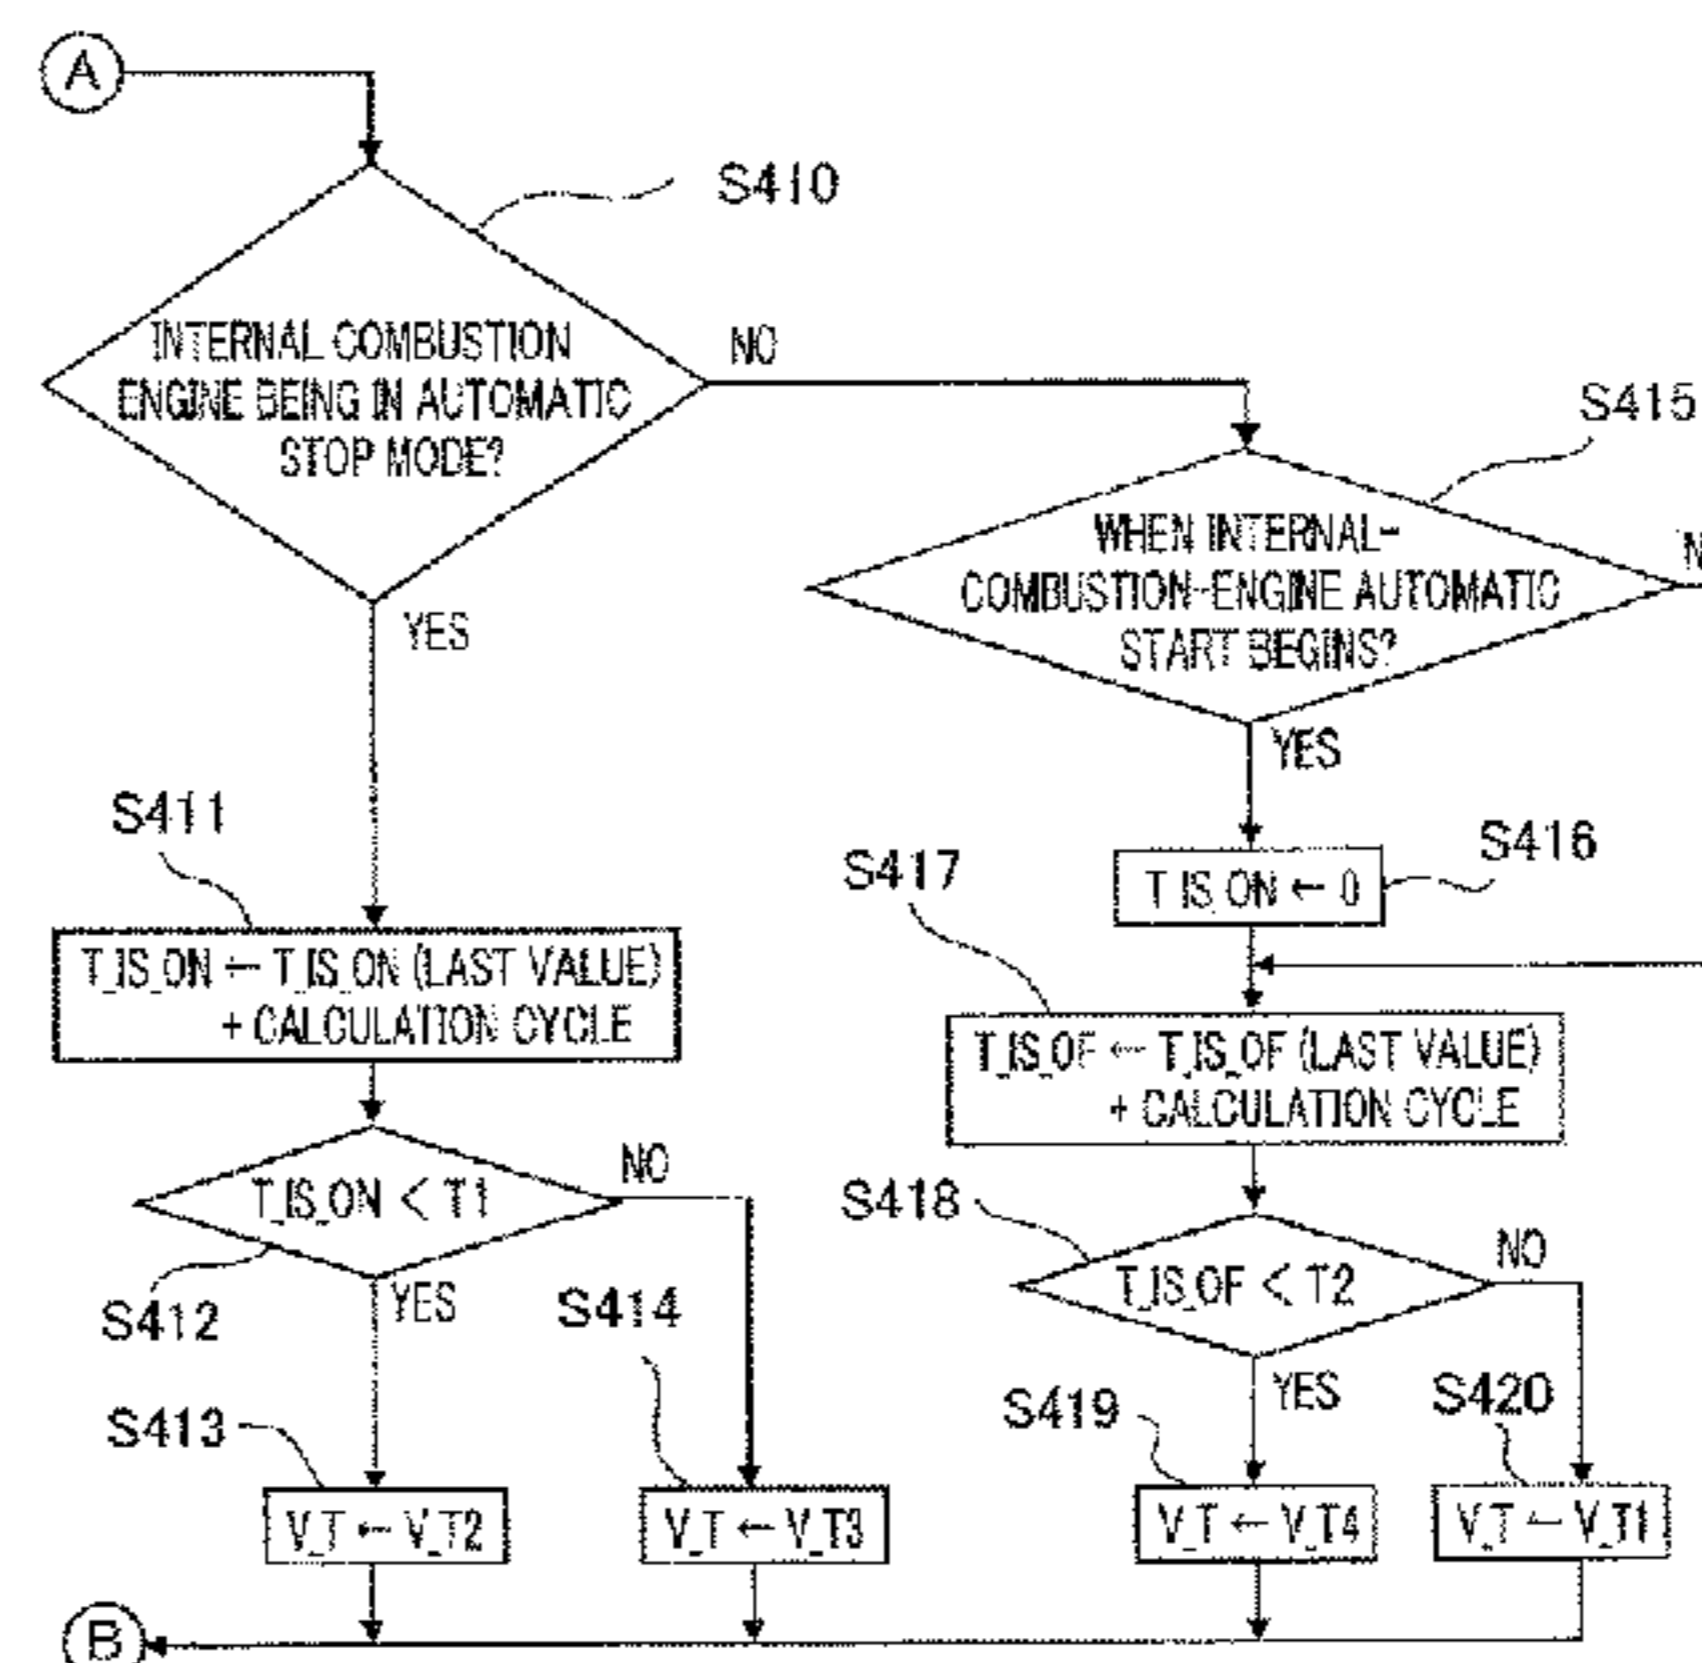 A
S410
INTERNAL COMBUSTION
ENGINE BEING IN AUTOMATIC
STOP MODE?
NO
YES
S415
WHEN INTERNAL-
COMBUSTION-ENGINE AUTOMATIC
START BEGINS?
YES
S411
T_IS_ON ← T_IS_ON (LAST VALUE)
+ CALCULATION CYCLE
S416
T_IS_ON ← 0
S417
T_IS_OF ← T_IS_OF (LAST VALUE)
+ CALCULATION CYCLE
T_IS_ON < T1
NO
YES
S412
S418
T_IS_OF < T2
NO
YES
S413
V_T ← V_T2
S414
V_T ← V_T3
S419
V_T ← V_T4
S420
V_T ← V_T1
B